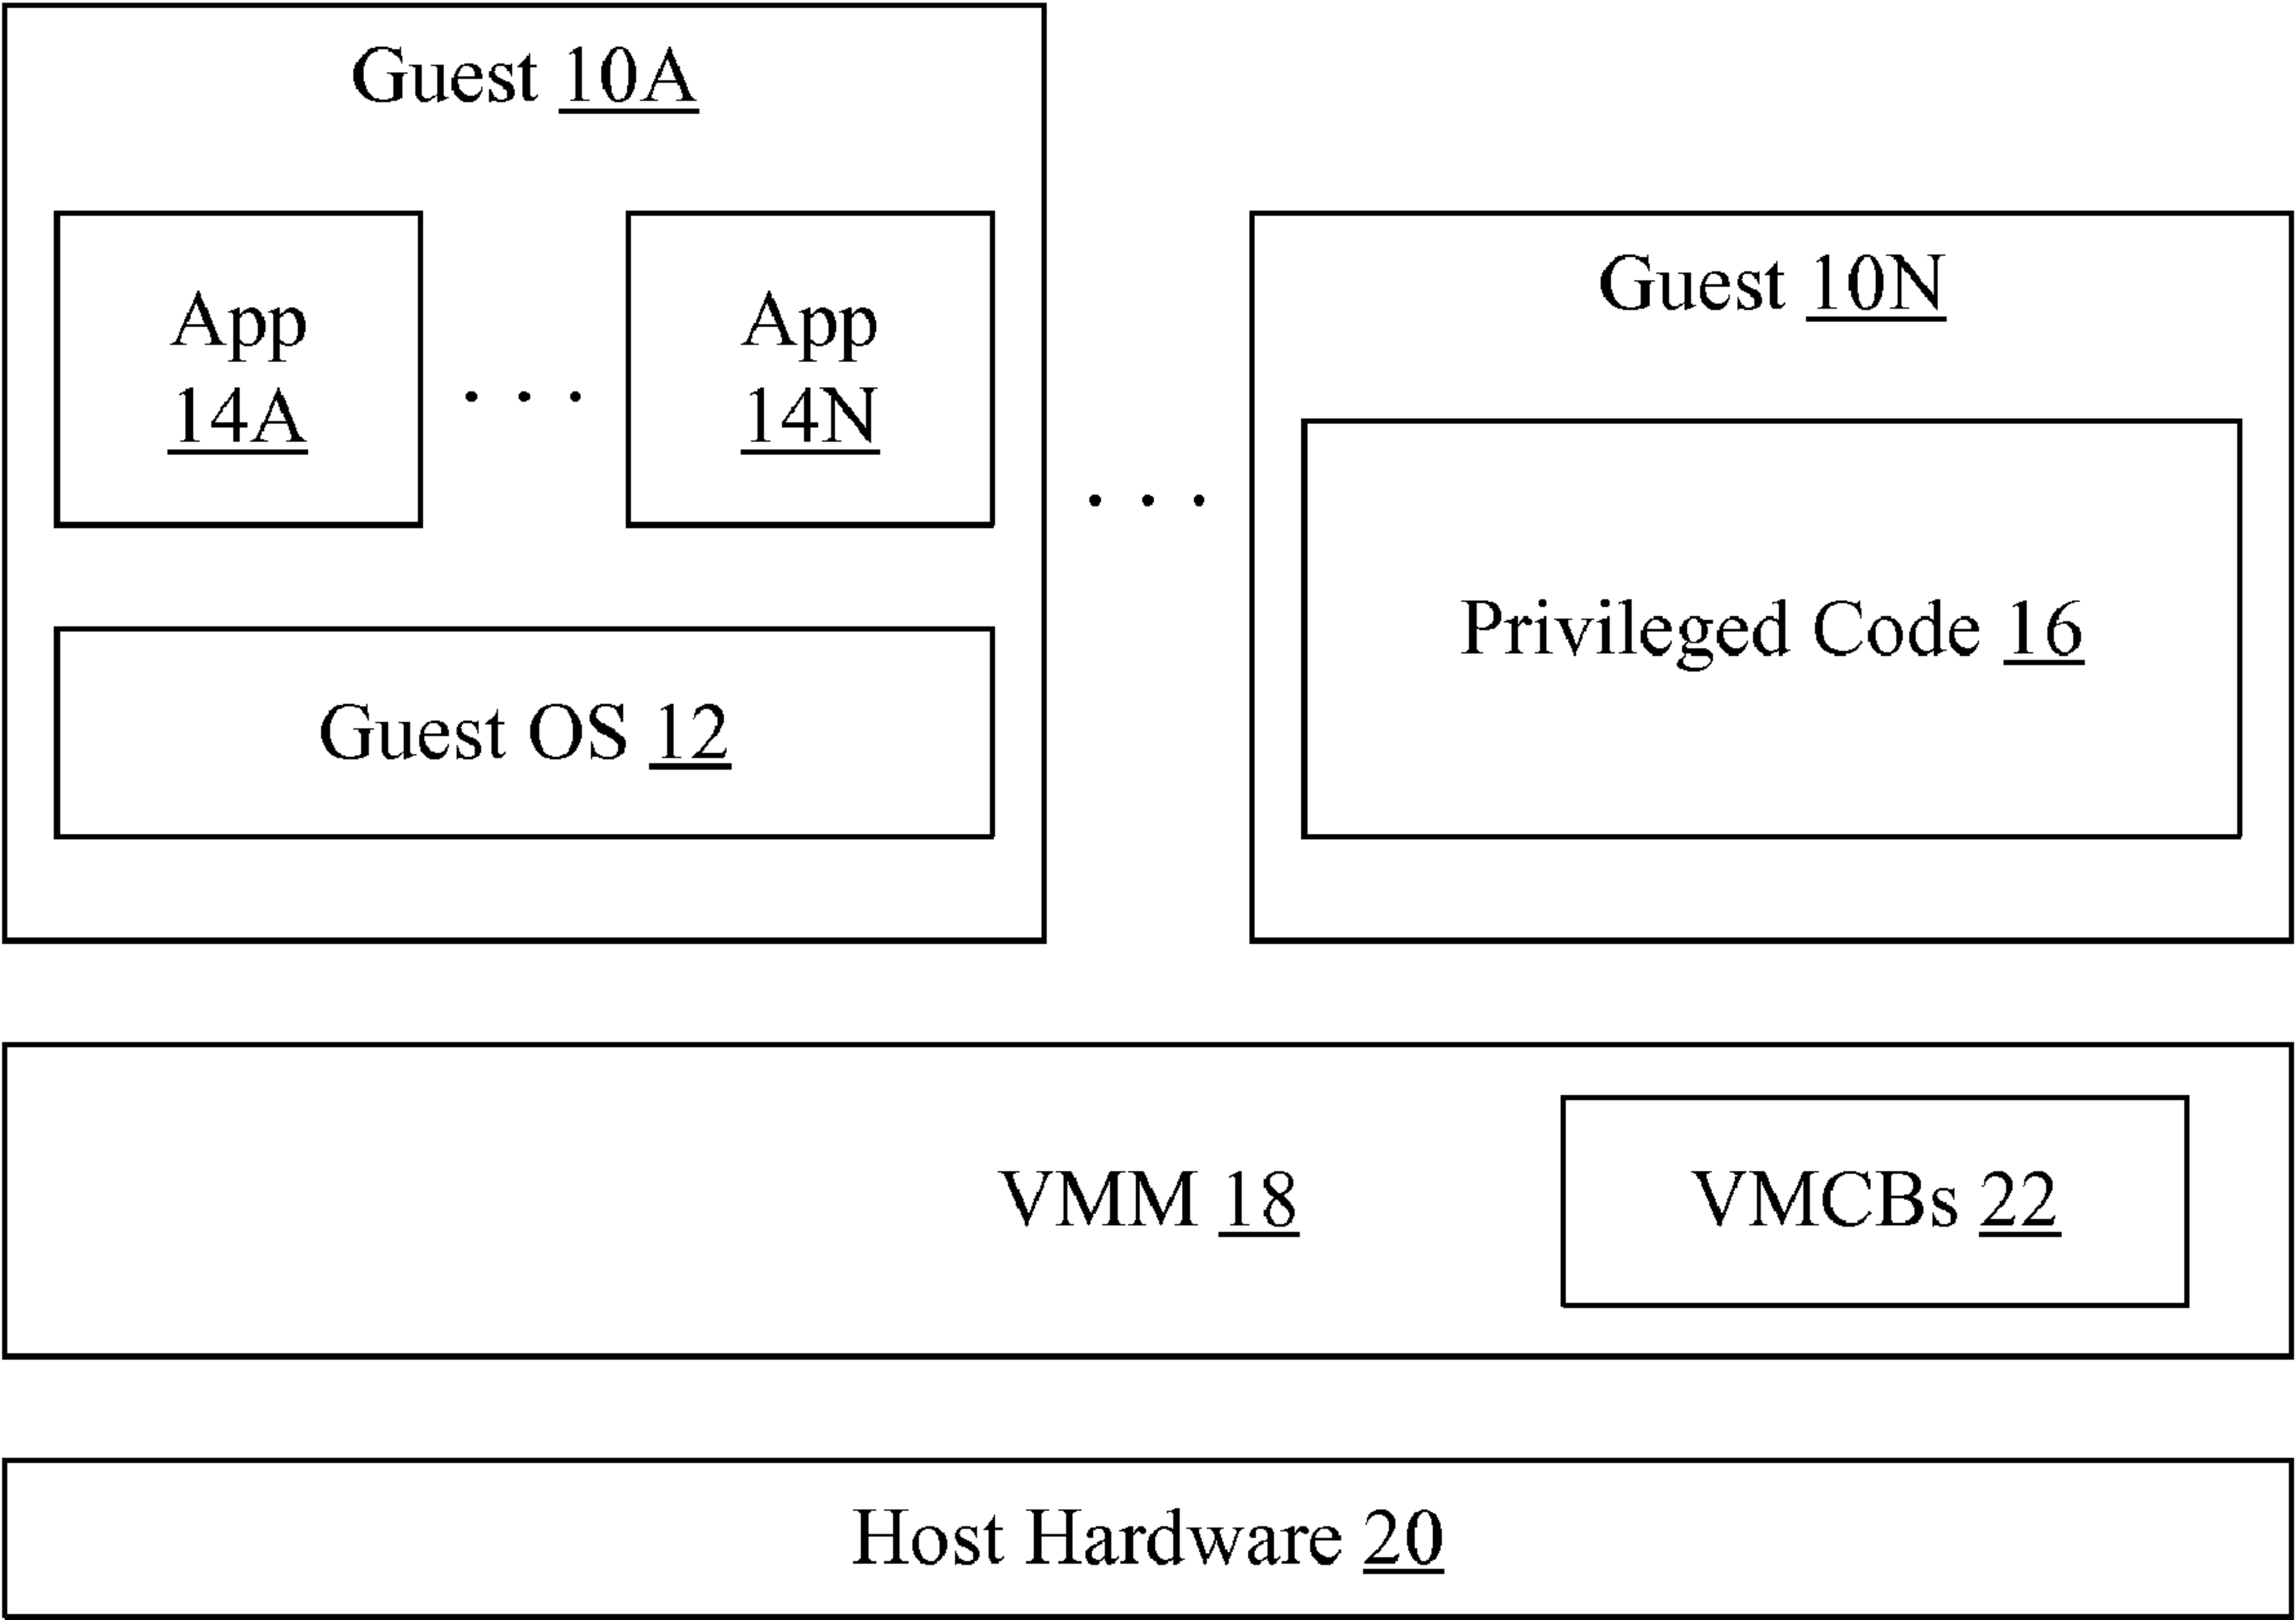 Guest 10A
App
14A
. . .
App
14N
Guest OS 12
. . .
Guest 10N
Privileged Code 16
VMM 18
VMCBs 22
Host Hardware 20